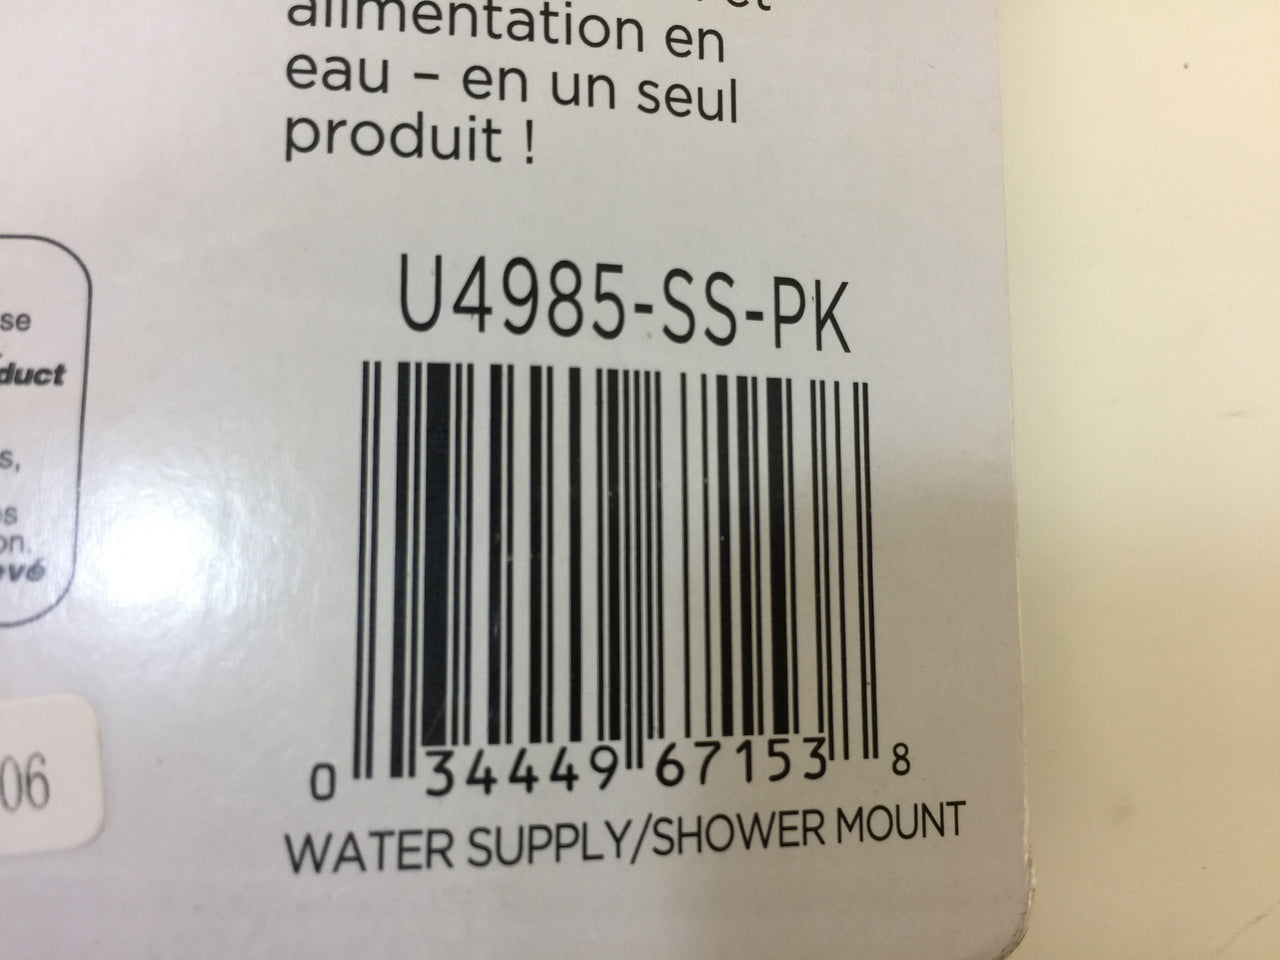 alimentation en
eau – en un seul
produit !
se
duct
s,
s
on.
evé
06
U4985-SS-PK
0 34449 67153 8
WATER SUPPLY/SHOWER MOUNT